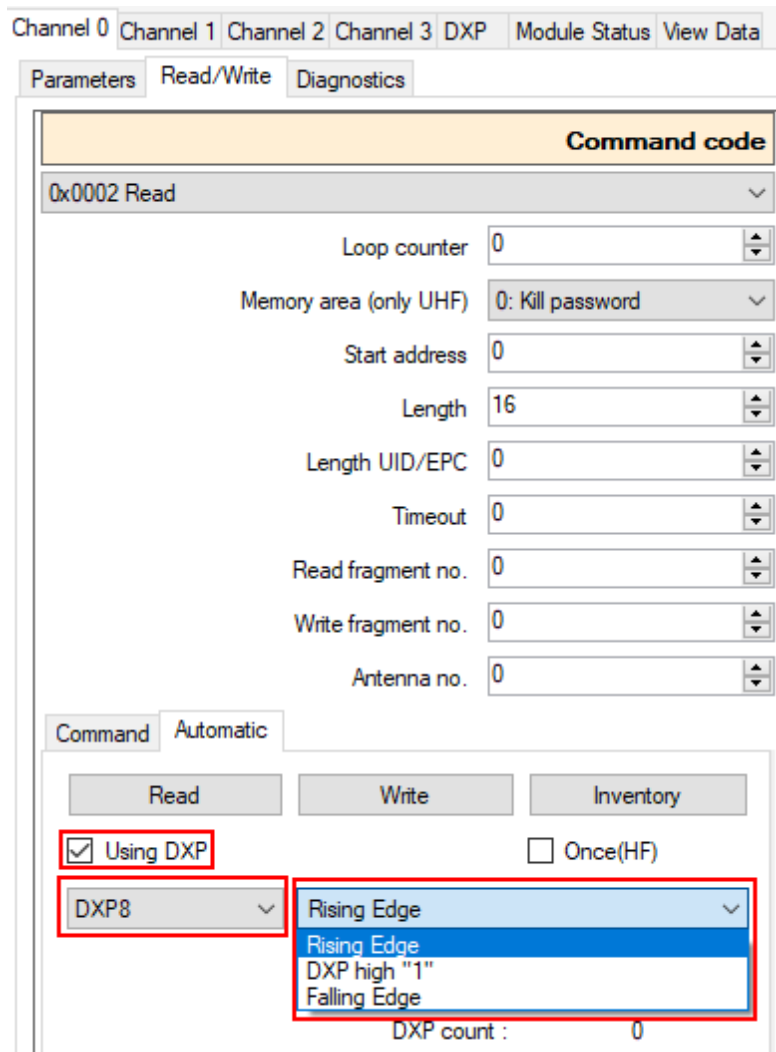 Channel 0 Channel 1 Channel 2 Channel 3 DXP Module Status View Data
Parameters Read/Write Diagnostics
Command code
0x0002 Read
Loop counter 0
Memory area (only UHF) 0: Kill password
Start address 0
Length 16
Length UID/EPC 0
Timeout 0
Read fragment no. 0
Write fragment no. 0
Antenna no. 0
Command Automatic
Read Write Inventory
Using DXP Once(HF)
DXP8 Rising Edge
Rising Edge
DXP high "1"
Falling Edge
DXP count : 0